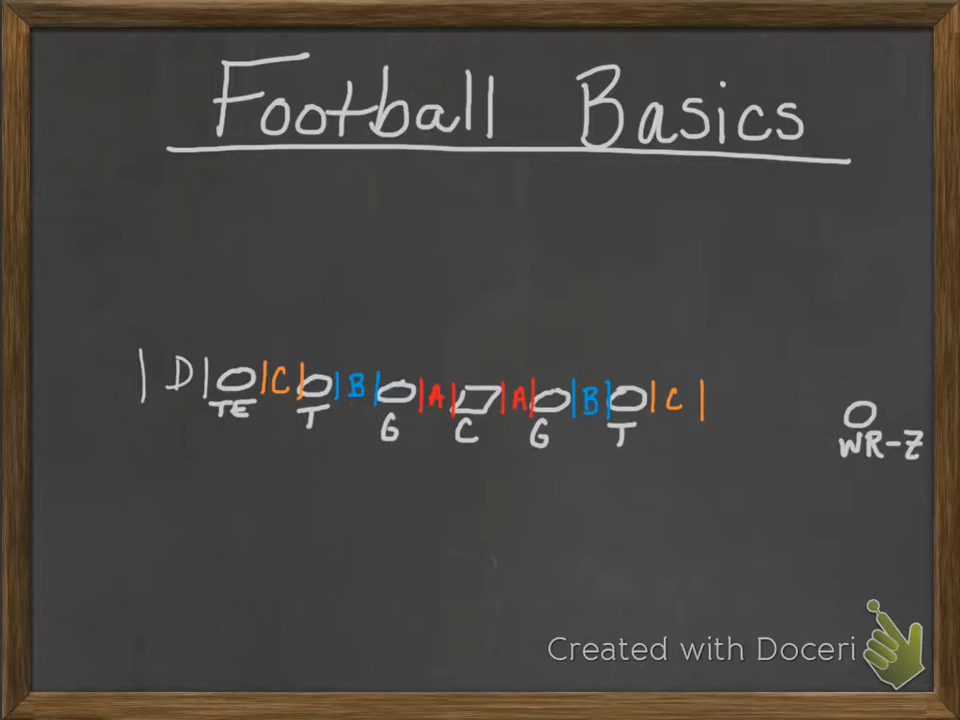 Football Basics
| D | | C | | B | | A | | A | | B | | C |
TE T G C G T
WR-Z
Created with Doceri